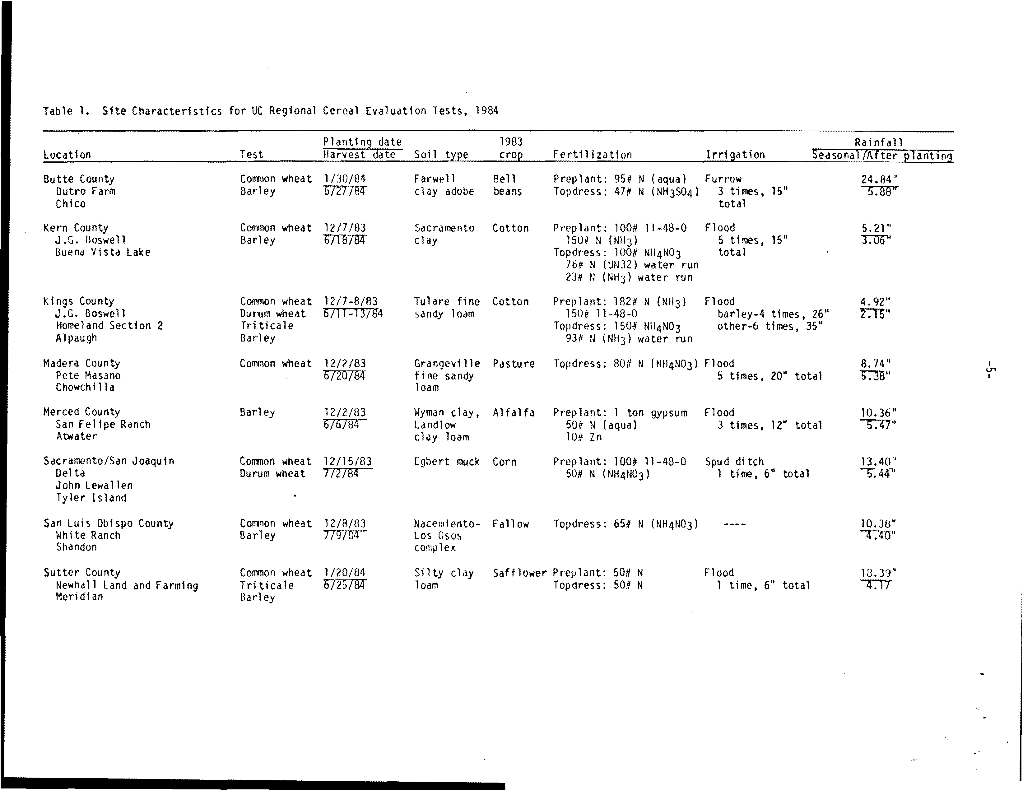 Table 1. Site Characteristics for UC Regional Cereal Evaluation Tests, 1984
Planting date 1983 Rainfall
Location Test Harvest date Soil type crop Fertilization Irrigation Seasonal/After planting
Butte County Common wheat 1/30/84 Farwell Bell Preplant: 95# N (aqua) Furrow 24.84"
Dutro Farm Barley 6/27/84 clay adobe beans Topdress: 47# N (NH3SO4) 3 times, 15" 5.88"
Chico total
Kern County Common wheat 12/7/83 Sacramento Cotton Preplant: 100# 11-48-0 Flood 5.21"
J.G. Boswell Barley 6/18/84 clay 150# N (NH3) 5 times, 15" 3.06"
Buena Vista Lake Topdress: 100# NH4NO3 total
76# N (UN32) water run
23# N (NH3) water run
Kings County Common wheat 12/7-8/83 Tulare fine Cotton Preplant: 182# N (NH3) Flood 4.92"
J.G. Boswell Durum wheat 6/11-13/84 sandy loam 150# 11-48-0 barley-4 times, 26" 2.15"
Homeland Section 2 Triticale Topdress: 150# NH4NO3 other-6 times, 35"
Alpaugh Barley 93# N (NH3) water run
Madera County Common wheat 12/2/83 Grangeville Pasture Topdress: 80# N (NH4NO3) Flood 8.74"
Pete Masano 6/20/84 fine sandy 5 times, 20" total 5.38"
Chowchilla loam
Merced County Barley 12/2/83 Wyman clay, Alfalfa Preplant: 1 ton gypsum Flood 10.36"
San Felipe Ranch 6/6/84 Landlow 50# N (aqua) 3 times, 12" total 5.47"
Atwater clay loam 10# Zn
Sacramento/San Joaquin Common wheat 12/15/83 Egbert muck Corn Preplant: 100# 11-48-0 Spud ditch 13.40"
Delta Durum wheat 7/2/84 50# N (NH4NO3) 1 time, 6" total 5.44"
John Lewallen
Tyler Island
San Luis Obispo County Common wheat 12/8/83 Nacemiento- Fallow Topdress: 65# N (NH4NO3) ---- 10.38"
White Ranch Barley 7/9/84 Los Osos 4.40"
Shandon complex
Sutter County Common wheat 1/20/84 Silty clay Safflower Preplant: 50# N Flood 18.39"
Newhall Land and Farming Triticale 6/25/84 loam Topdress: 50# N 1 time, 6" total 4.17
Meridian Barley
-5-